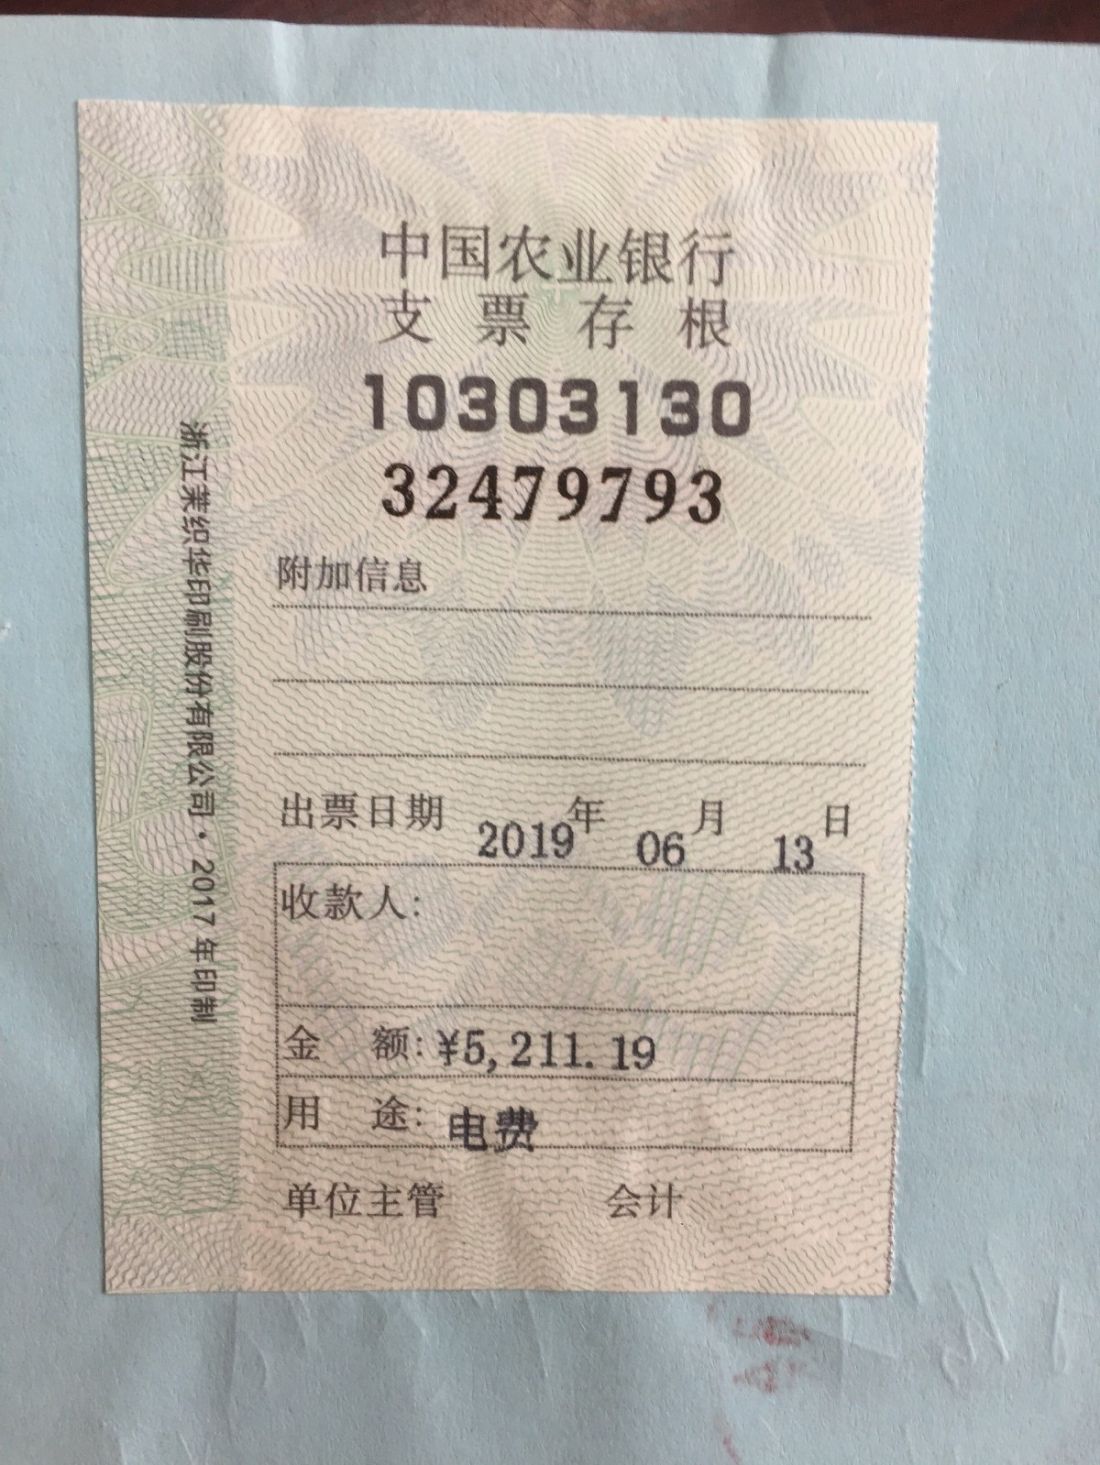 中国农业银行
支票存根
10303130
32479793
附加信息
出票日期 2019年 06月 13日
收款人:
金 额: ¥5,211.19
用 途: 电费
单位主管 会计
浙江茉织华印刷股份有限公司·2017年印制